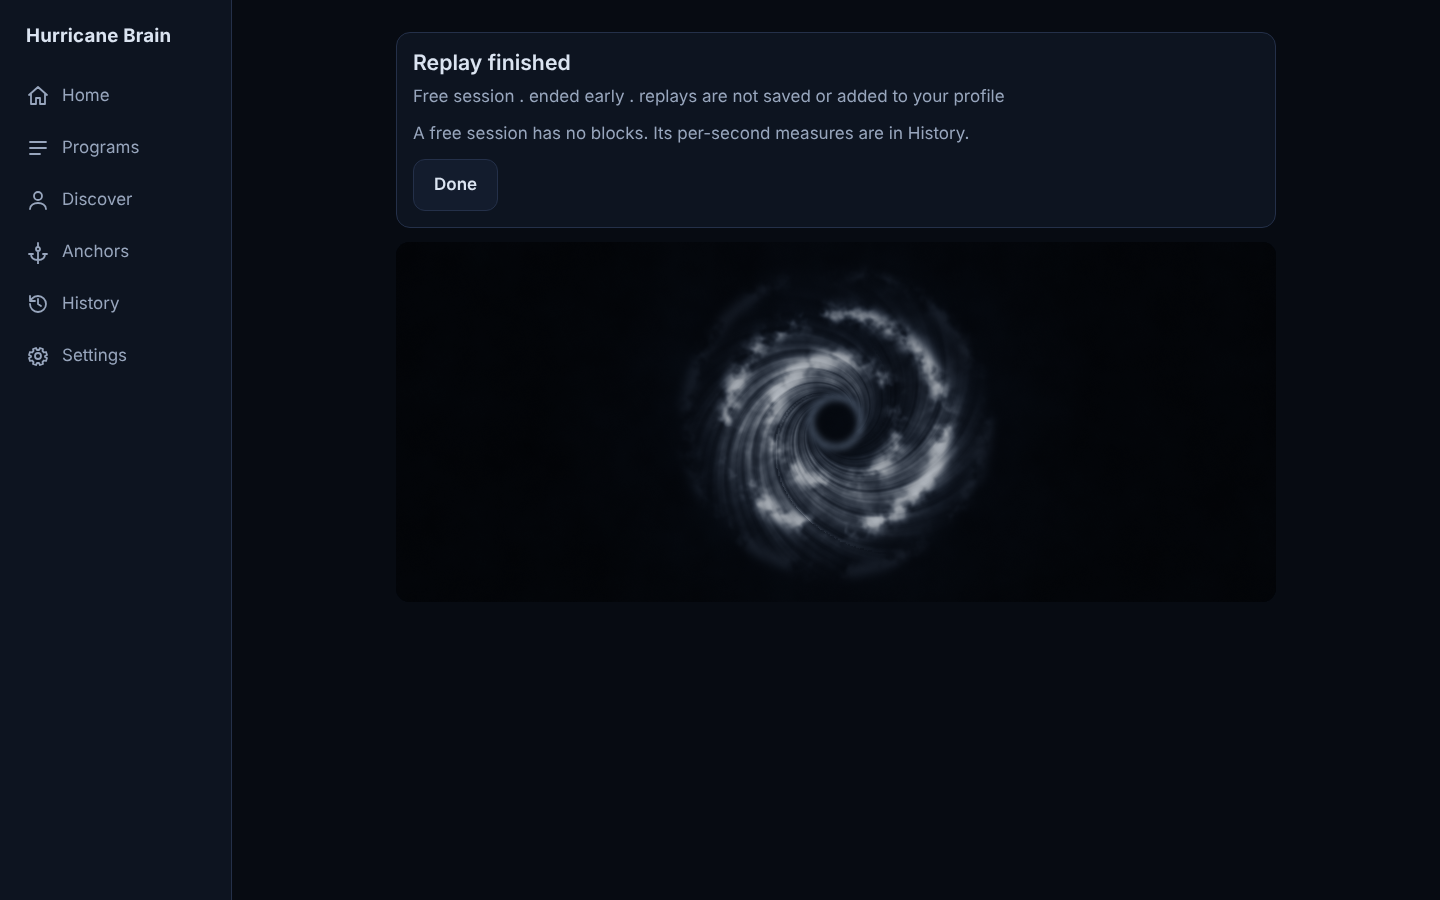 Hurricane Brain
Home
Programs
Discover
Anchors
History
Settings
Replay finished
Free session . ended early . replays are not saved or added to your profile
A free session has no blocks. Its per-second measures are in History.
Done